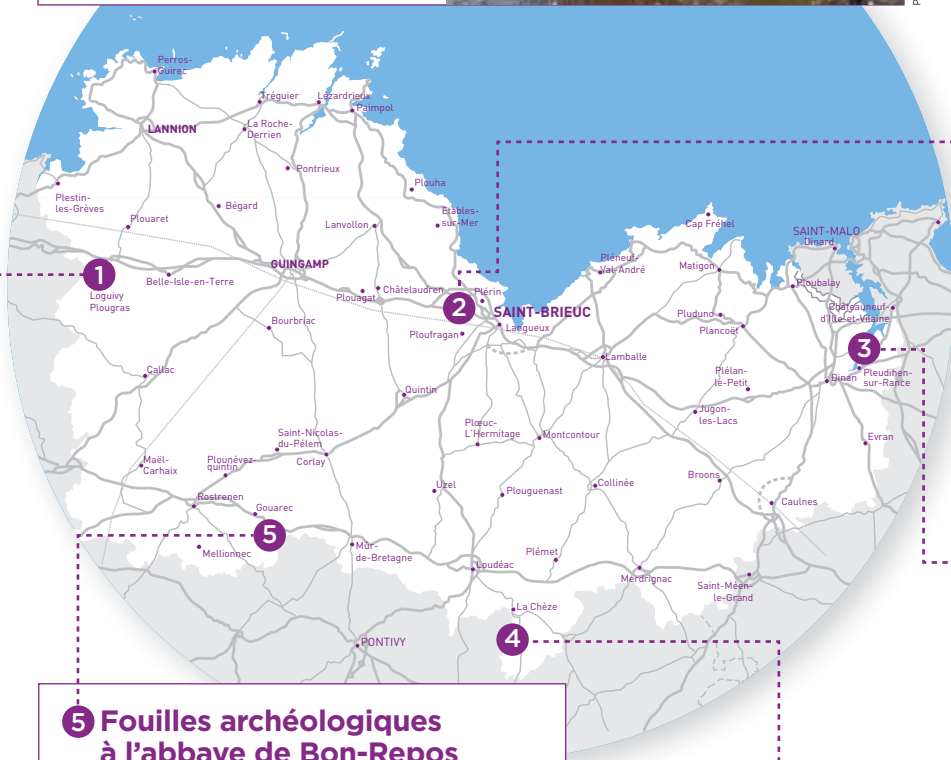 Perros-
Guirec
Tréguier
Lézardrieux
Paimpol
LANNION
La Roche-
Derrien
Pontrieux
Plouha
Plestin-
les-Grèves
Bégard
Plouaret
Lanvollon
Etables-
sur-Mer
Cap Fréhel
SAINT-MALO
Dinard
GUINGAMP
Pléneuf-
Val-André
Matignon
1
Loguivy
Plougras
Belle-Isle-en-Terre
Plouagat
Châtelaudren
Plérin
2
SAINT-BRIEUC
Langueux
Ploufragan
Ploubalay
Châteauneuf-
d'Ille-et-Vilaine
Pluduno
Plancoët
Bourbriac
3
Lamballe
Callac
Plélan-
le-Petit
Dinan
Pleudihen-
sur-Rance
Quintin
Jugon-
les-Lacs
Plœuc-
L'Hermitage
Montcontour
Evran
Saint-Nicolas-
du-Pélem
Corlay
Maël-
Carhaix
Plounévez-
quintin
Rostrenen
Uzel
Plouguenast
Collinée
Broons
Caulnes
Gouarec
5
Mellionnec
Mûr-
de-Bretagne
Loudéac
Plémet
Merdrignac
Saint-Méen-
le-Grand
La Chèze
4
PONTIVY
5 Fouilles archéologiques
à l'abbaye de Bon-Repos